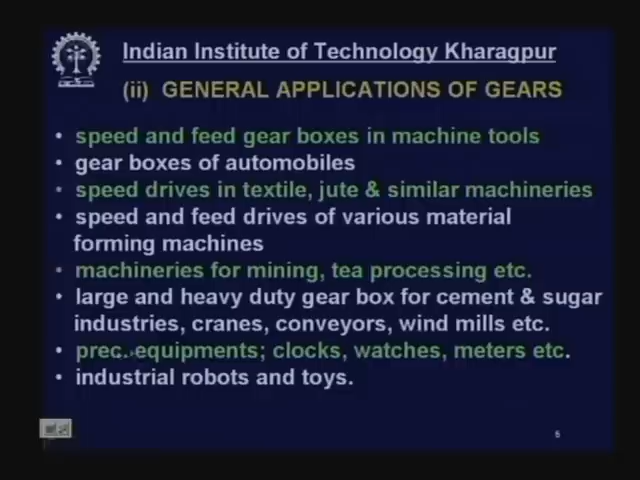 Indian Institute of Technology Kharagpur
(ii) GENERAL APPLICATIONS OF GEARS
• speed and feed gear boxes in machine tools
• gear boxes of automobiles
• speed drives in textile, jute & similar machineries
• speed and feed drives of various material
forming machines
• machineries for mining, tea processing etc.
• large and heavy duty gear box for cement & sugar
industries, cranes, conveyors, wind mills etc.
• prec. equipments; clocks, watches, meters etc.
• industrial robots and toys.